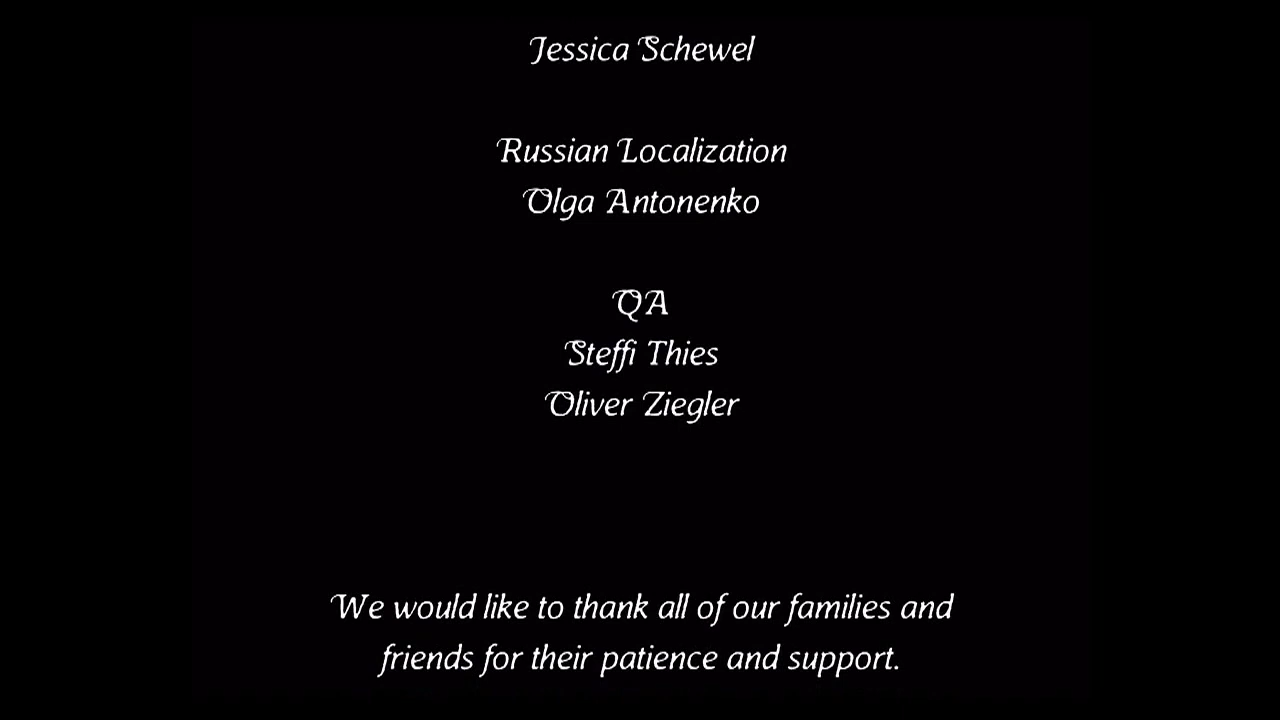 Jessica Schewel
Russian Localization
Olga Antonenko
QA
Steffi Thies
Oliver Ziegler
We would like to thank all of our families and
friends for their patience and support.